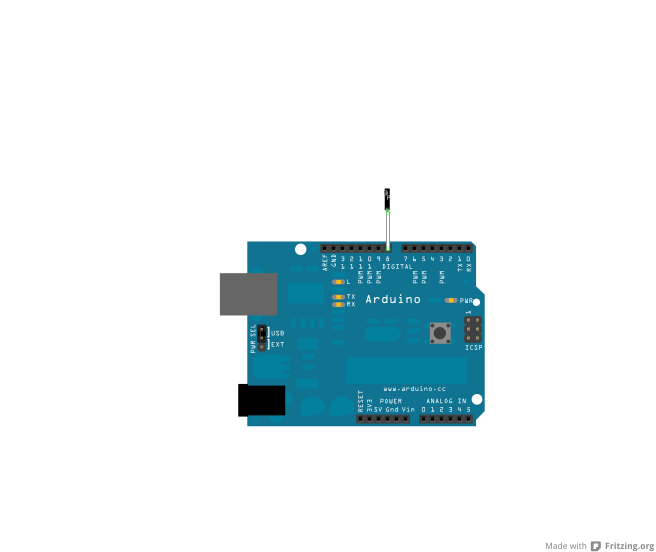 AREF
GND
13
12
11
10
9
8
7
6
5
4
3
2
1
0
PWM
PWM
PWM
PWM
PWM
PWM
TX
RX
DIGITAL
L
TX
RX
Arduino
PWR
1
ICSP
PWR SEL
USB
EXT
www.arduino.cc
RESET
3V3
5V Gnd Vin
POWER
ANALOG IN
0 1 2 3 4 5
Made with Fritzing.org